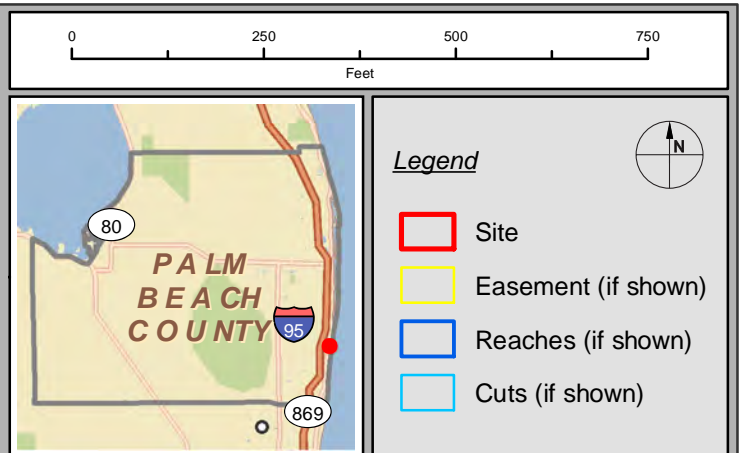 0 250 500 750
Feet
80
PALM
BEACH
COUNTY
95
869
Legend
N
Site
Easement (if shown)
Reaches (if shown)
Cuts (if shown)